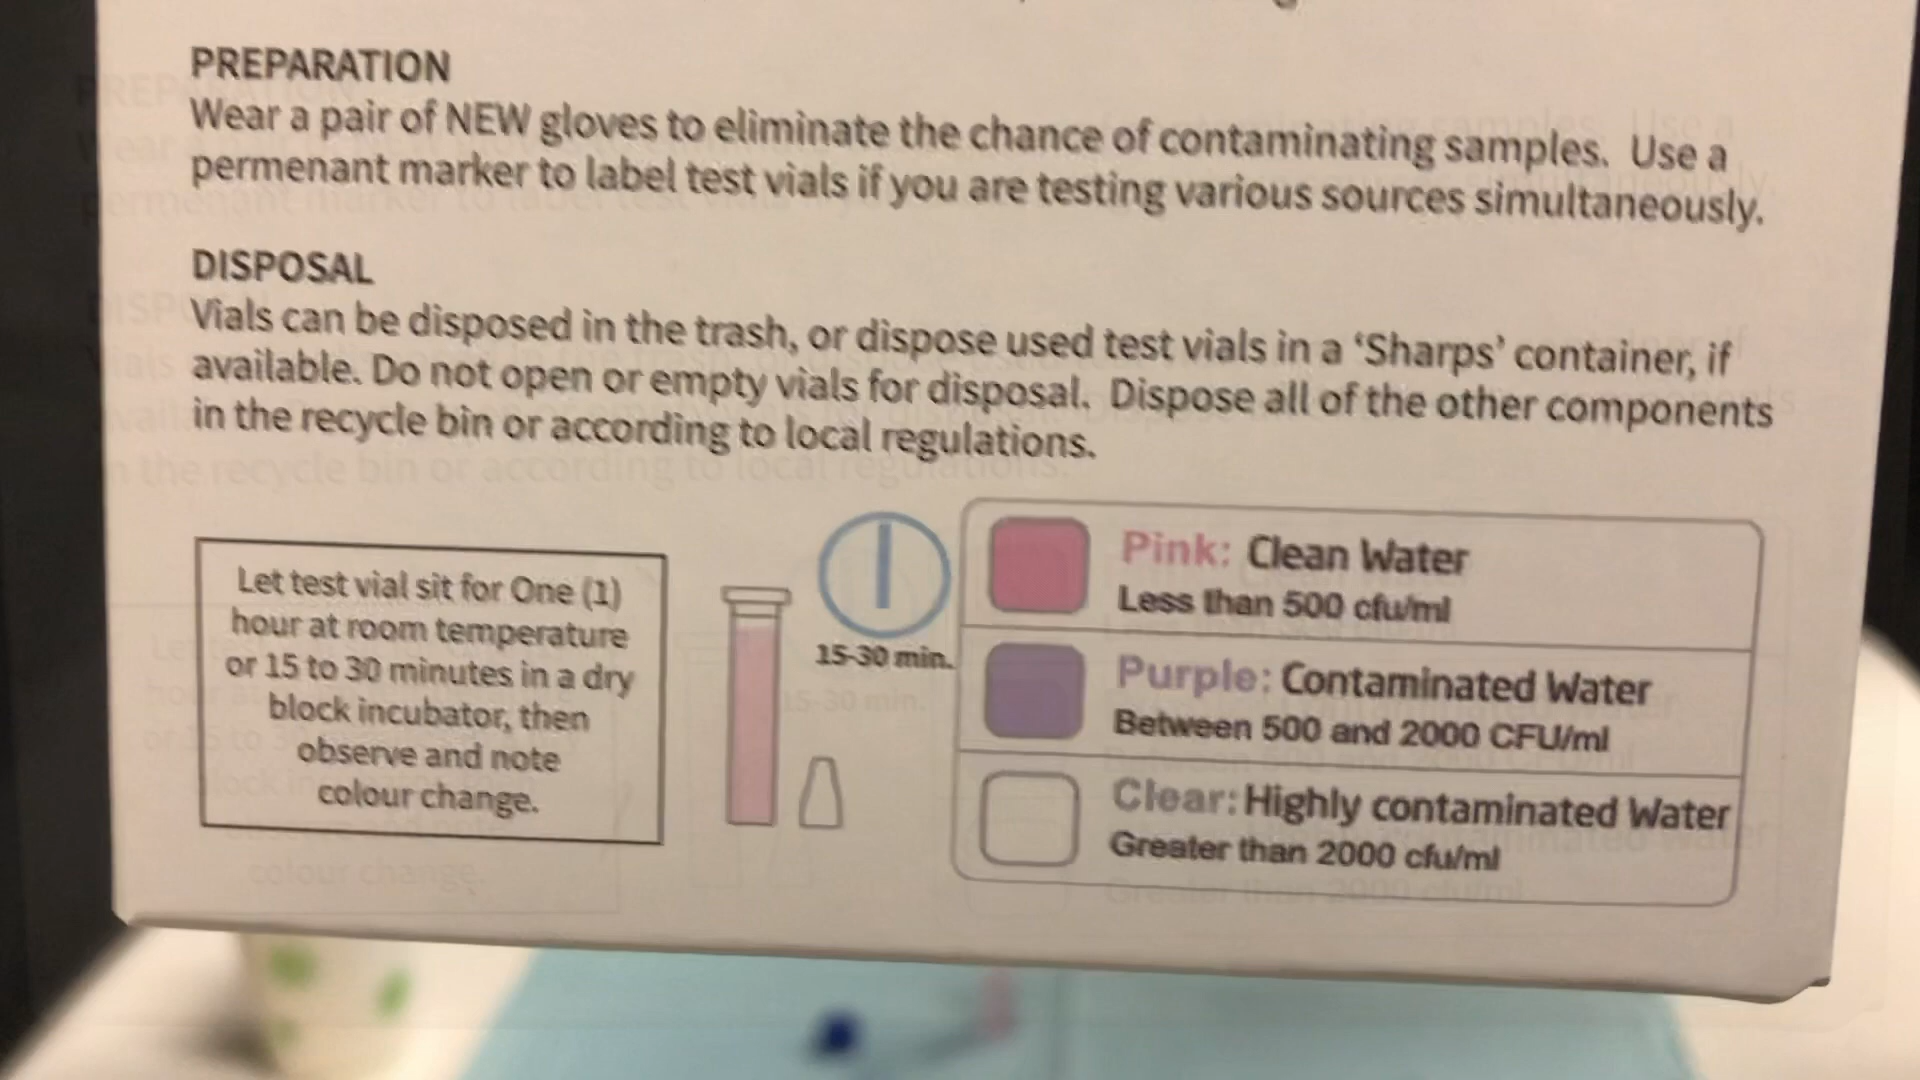 PREPARATION
Wear a pair of NEW gloves to eliminate the chance of contaminating samples. Use a
permenant marker to label test vials if you are testing various sources simultaneously.
DISPOSAL
Vials can be disposed in the trash, or dispose used test vials in a ‘Sharps’ container, if
available. Do not open or empty vials for disposal. Dispose all of the other components
in the recycle bin or according to local regulations.
Let test vial sit for One (1)
hour at room temperature
or 15 to 30 minutes in a dry
block incubator, then
observe and note
colour change.
15-30 min.
Pink: Clean Water
Less than 500 cfu/ml
Purple: Contaminated Water
Between 500 and 2000 CFU/ml
Clear: Highly contaminated Water
Greater than 2000 cfu/ml